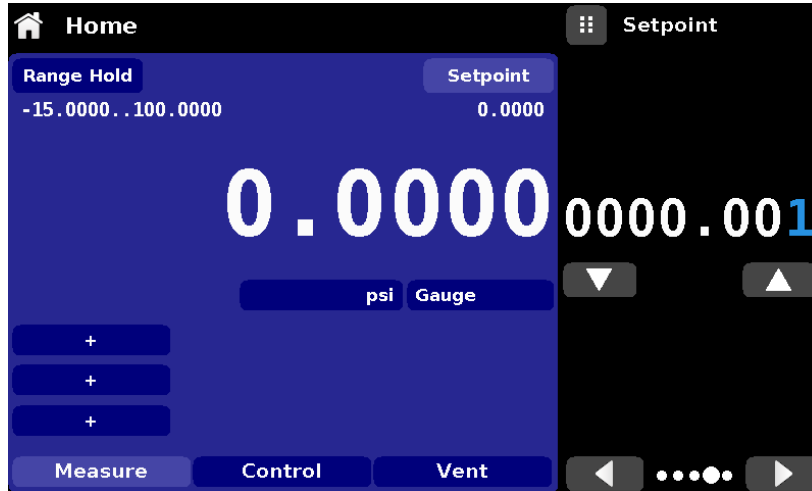 Home
Setpoint
Range Hold
Setpoint
-15.0000..100.0000
0.0000
0.0000
0000.001
psi
Gauge
+
+
+
Measure
Control
Vent